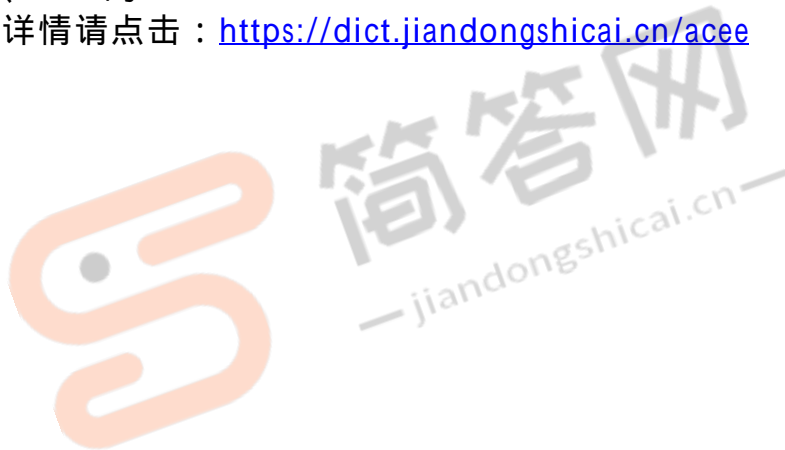 详情请点击：https://dict.jiandongshicai.cn/acee
简答网
— jiandongshicai.cn —